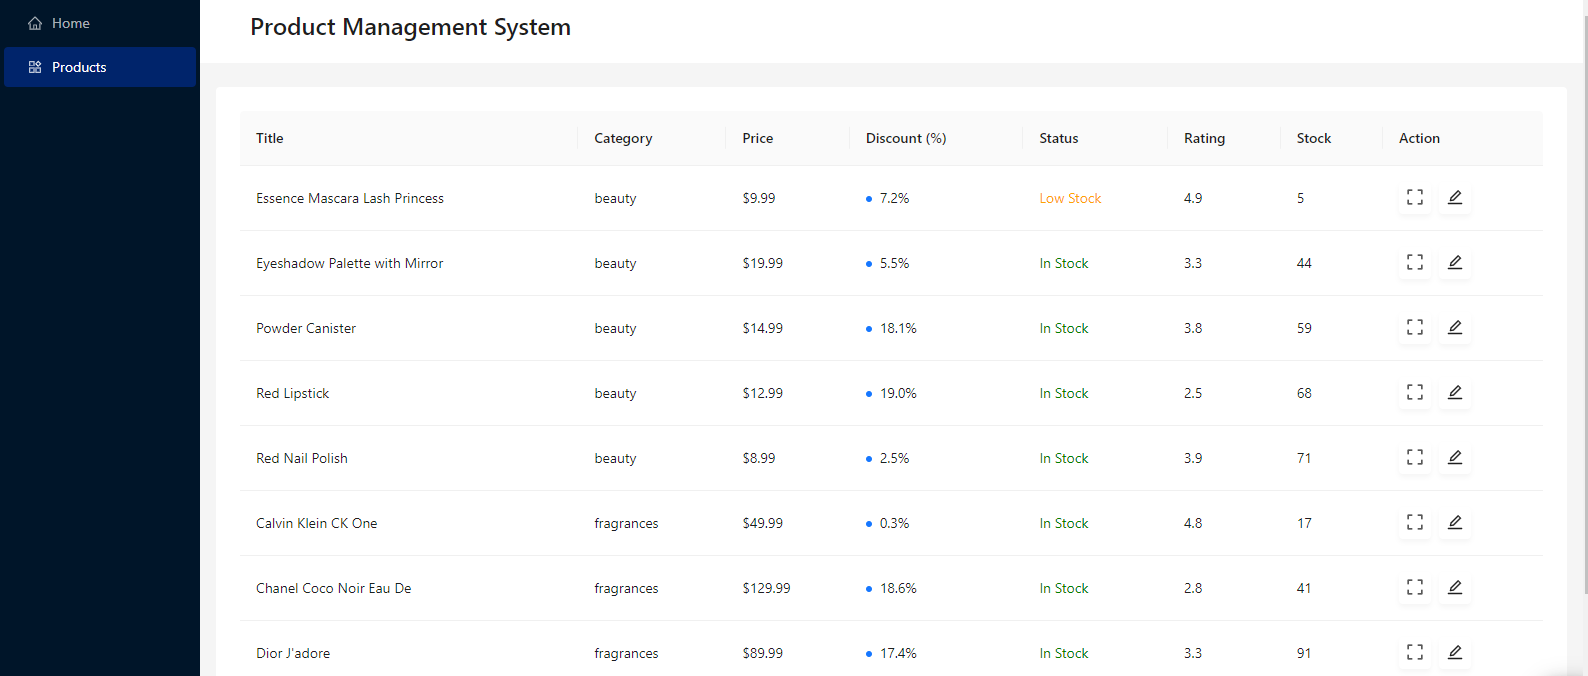 Home
Products
Product Management System
Title Category Price Discount (%) Status Rating Stock Action
Essence Mascara Lash Princess beauty $9.99 7.2% Low Stock 4.9 5
Eyeshadow Palette with Mirror beauty $19.99 5.5% In Stock 3.3 44
Powder Canister beauty $14.99 18.1% In Stock 3.8 59
Red Lipstick beauty $12.99 19.0% In Stock 2.5 68
Red Nail Polish beauty $8.99 2.5% In Stock 3.9 71
Calvin Klein CK One fragrances $49.99 0.3% In Stock 4.8 17
Chanel Coco Noir Eau De fragrances $129.99 18.6% In Stock 2.8 41
Dior J'adore fragrances $89.99 17.4% In Stock 3.3 91